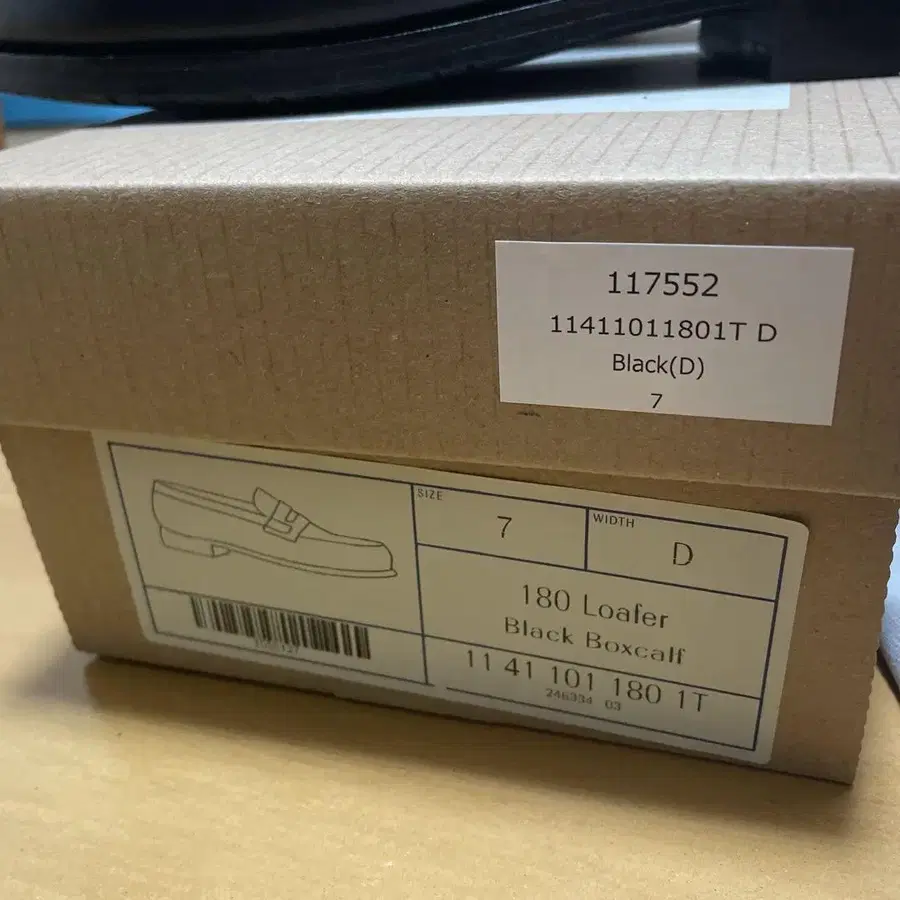 117552
11411011801T D
Black(D)
7
SIZE
7
WIDTH
D
180 Loafer
Black Boxcalf
11 41 101 180 1T
246334 03